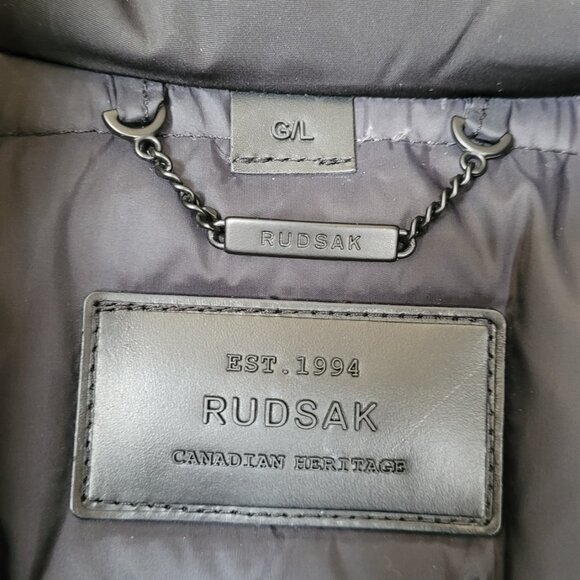 G/L
RUDSAK
EST.1994
RUDSAK
CANADIAN HERITAGE